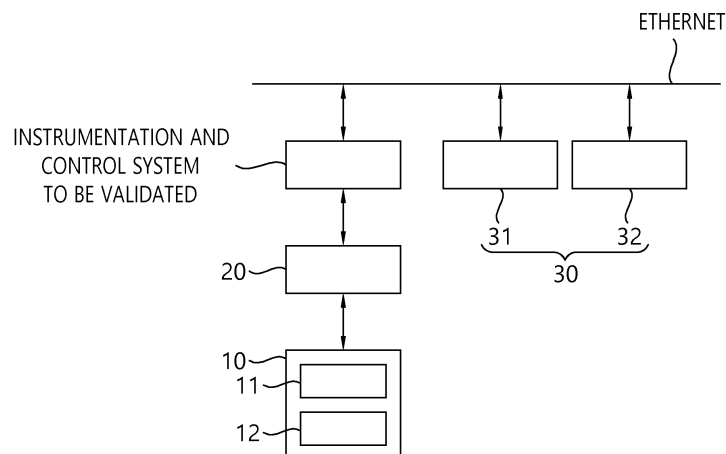 ETHERNET
INSTRUMENTATION AND
CONTROL SYSTEM
TO BE VALIDATED
31
32
30
20
10
11
12